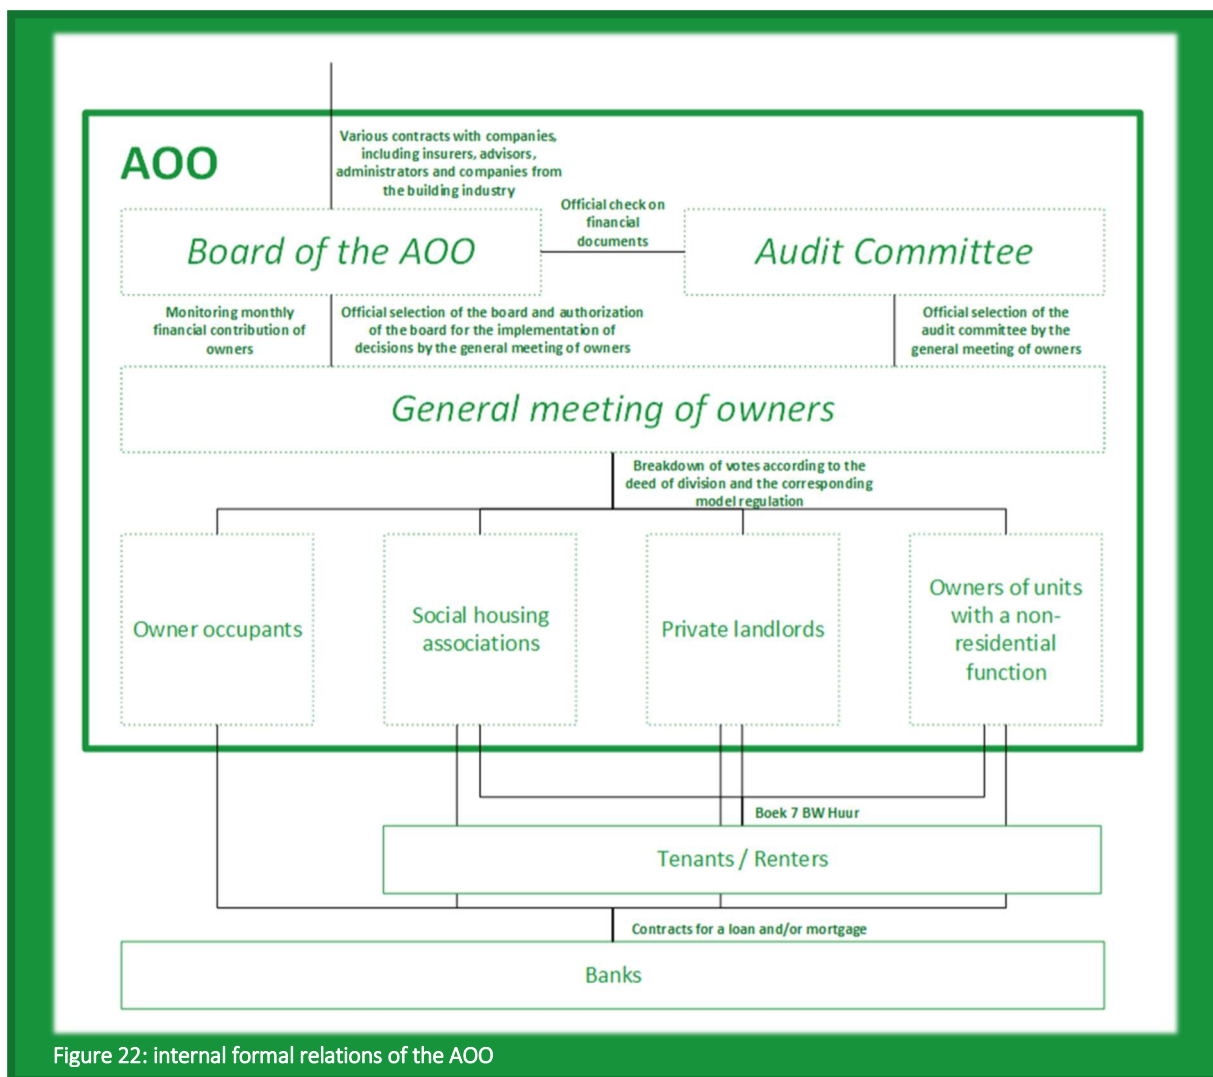 Various contracts with companies,
including insurers, advisors,
administrators and companies from
the building industry
AOO
Official check on
financial
documents
Board of the AOO
Audit Committee
Monitoring monthly
financial contribution of
owners
Official selection of the board and authorization
of the board for the implementation of
decisions by the general meeting of owners
Official selection of the
audit committee by the
general meeting of owners
General meeting of owners
Breakdown of votes according to the
deed of division and the corresponding
model regulation
Owner occupants
Social housing
associations
Private landlords
Owners of units
with a non-
residential
function
Boek 7 BW Huur
Tenants / Renters
Contracts for a loan and/or mortgage
Banks
Figure 22: internal formal relations of the AOO